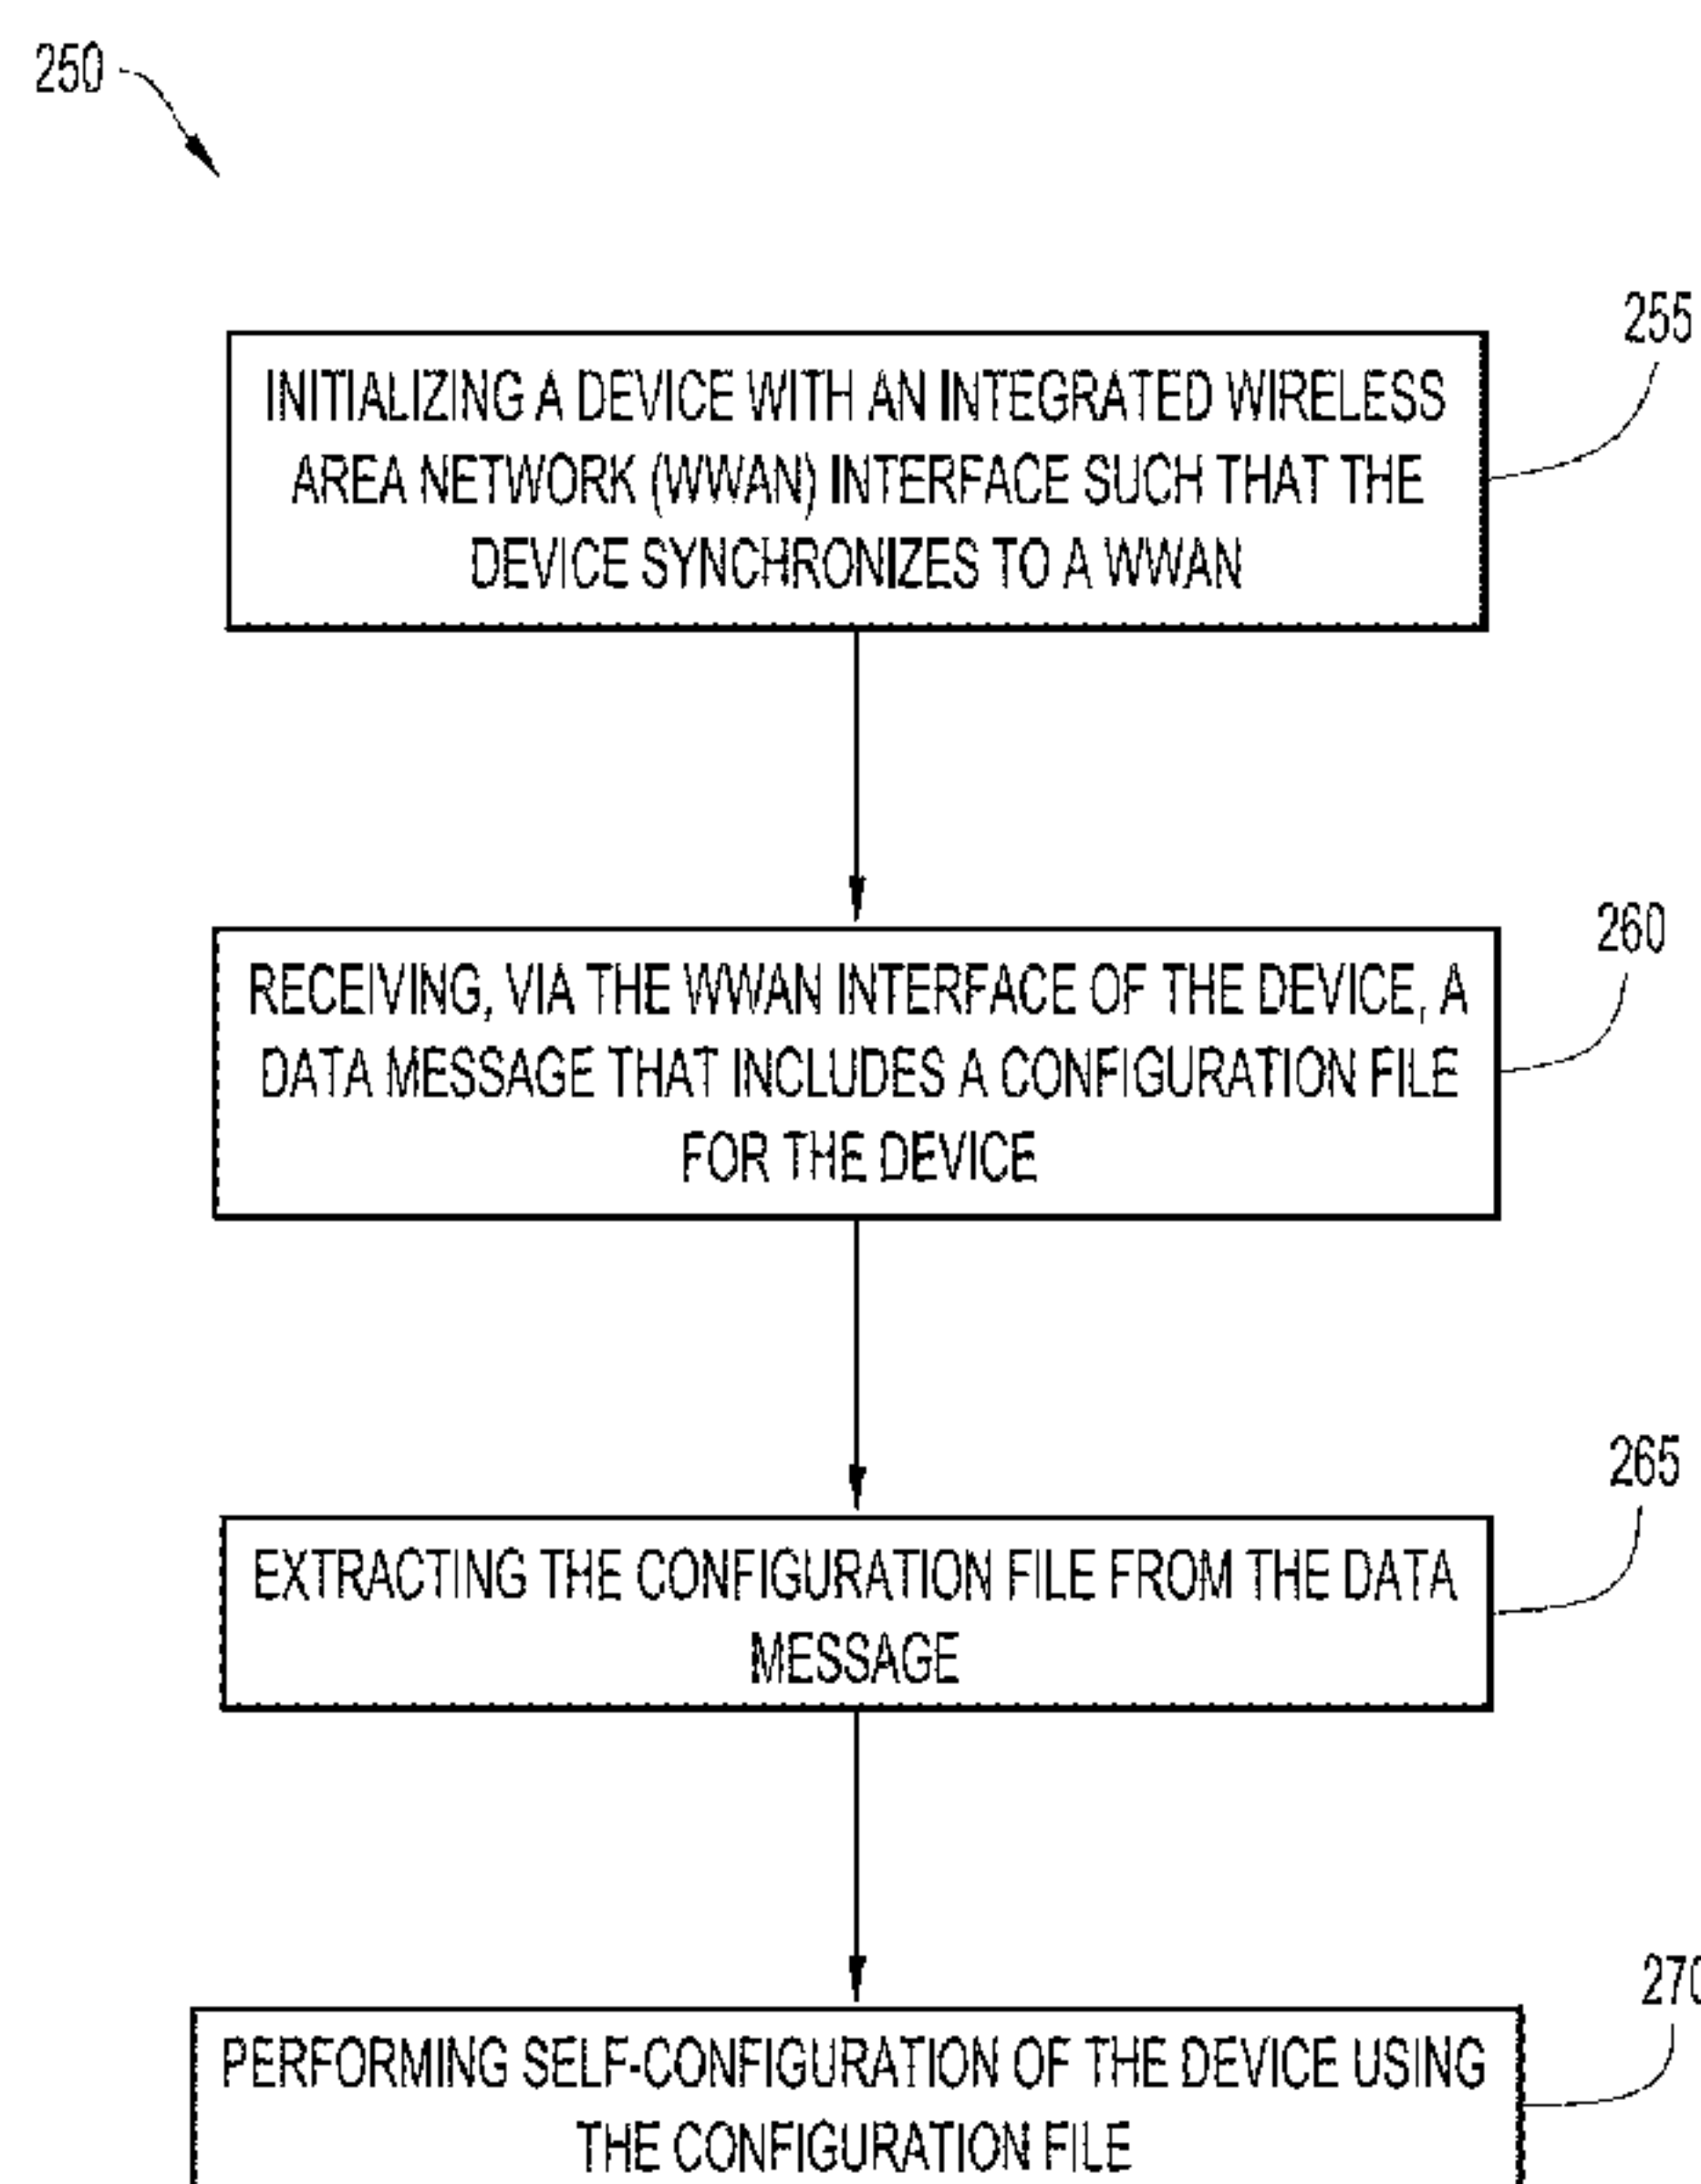 250
255
INITIALIZING A DEVICE WITH AN INTEGRATED WIRELESS
AREA NETWORK (WWAN) INTERFACE SUCH THAT THE
DEVICE SYNCHRONIZES TO A WWAN
260
RECEIVING, VIA THE WWAN INTERFACE OF THE DEVICE, A
DATA MESSAGE THAT INCLUDES A CONFIGURATION FILE
FOR THE DEVICE
265
EXTRACTING THE CONFIGURATION FILE FROM THE DATA
MESSAGE
270
PERFORMING SELF-CONFIGURATION OF THE DEVICE USING
THE CONFIGURATION FILE